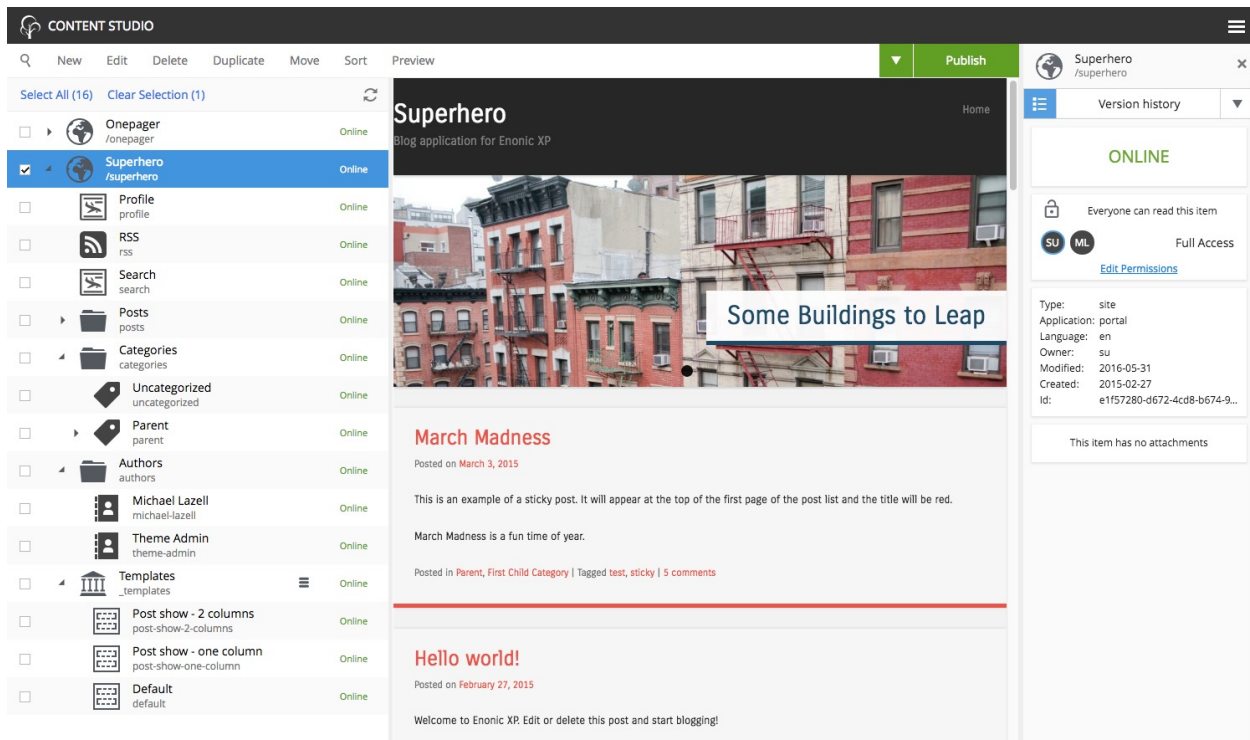 CONTENT STUDIO
New Edit Delete Duplicate Move Sort Preview Publish
Select All (16) Clear Selection (1)
Onepager Online
/onepager
Superhero Online
/superhero
Profile Online
profile
RSS Online
rss
Search Online
search
Posts Online
posts
Categories Online
categories
Uncategorized Online
uncategorized
Parent Online
parent
Authors Online
authors
Michael Lazell Online
michael-lazell
Theme Admin Online
theme-admin
Templates Online
_templates
Post show - 2 columns Online
post-show-2-columns
Post show - one column Online
post-show-one-column
Default Online
default
Superhero Home
Blog application for Enonic XP
Some Buildings to Leap
March Madness
Posted on March 3, 2015
This is an example of a sticky post. It will appear at the top of the first page of the post list and the title will be red.
March Madness is a fun time of year.
Posted in Parent, First Child Category | Tagged test, sticky | 5 comments
Hello world!
Posted on February 27, 2015
Welcome to Enonic XP. Edit or delete this post and start blogging!
Superhero
/superhero
Version history
ONLINE
Everyone can read this item
SU ML Full Access
Edit Permissions
Type: site
Application: portal
Language: en
Owner: su
Modified: 2016-05-31
Created: 2015-02-27
Id: e1f57280-d672-4cd8-b674-9...
This item has no attachments